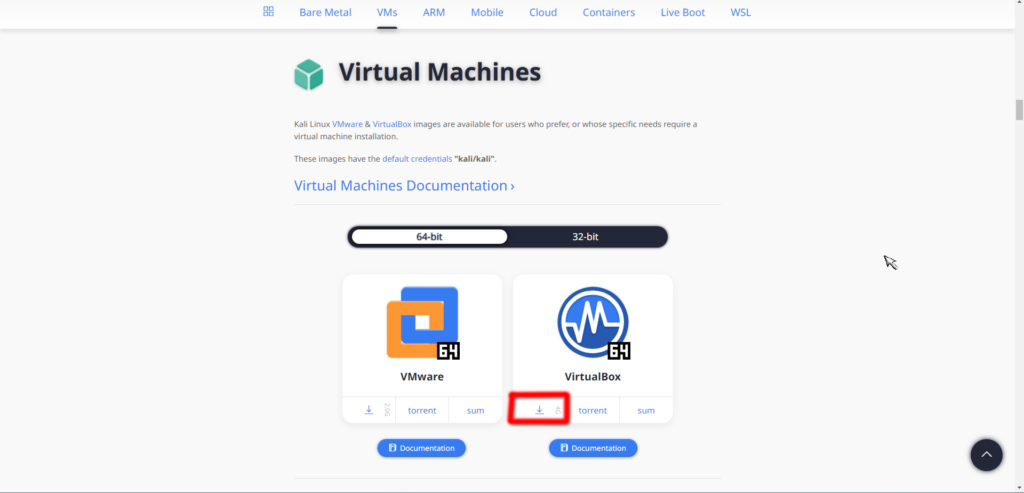 Bare Metal VMs ARM Mobile Cloud Containers Live Boot WSL
Virtual Machines
Kali Linux VMware & VirtualBox images are available for users who prefer, or whose specific needs require a
virtual machine installation.
These images have the default credentials "kali/kali".
Virtual Machines Documentation ›
64-bit 32-bit
64 64
VMware VirtualBox
2.8G torrent sum torrent sum
Documentation Documentation